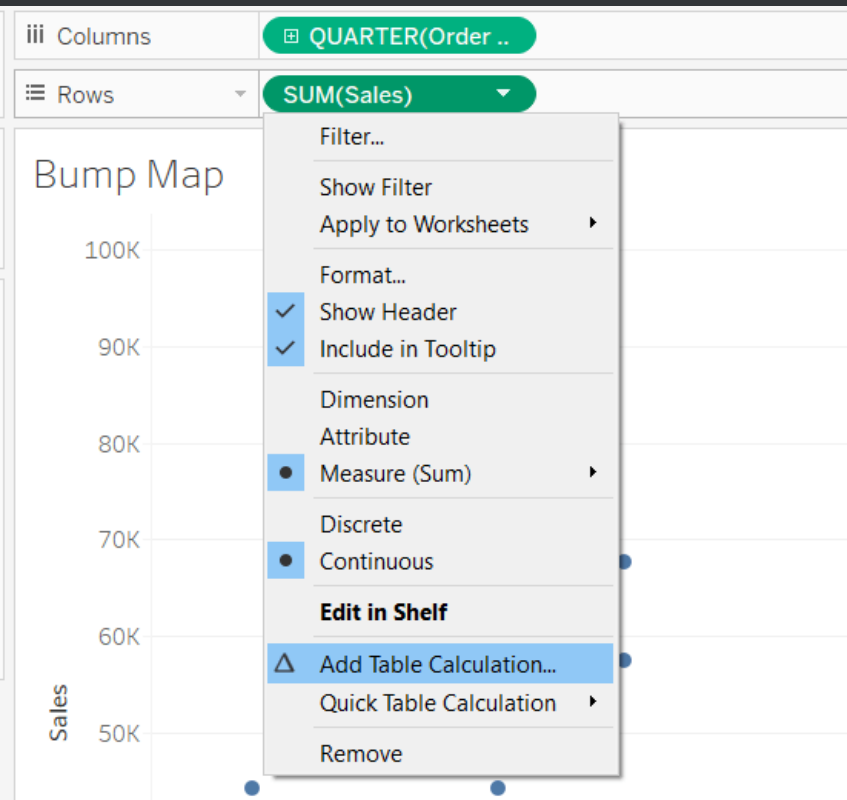 Columns
QUARTER(Order ..
Rows
SUM(Sales)
Bump Map
Filter...
Show Filter
Apply to Worksheets
Format...
Show Header
Include in Tooltip
Dimension
Attribute
Measure (Sum)
Discrete
Continuous
Edit in Shelf
Add Table Calculation...
Quick Table Calculation
Remove
100K
90K
80K
70K
60K
50K
Sales